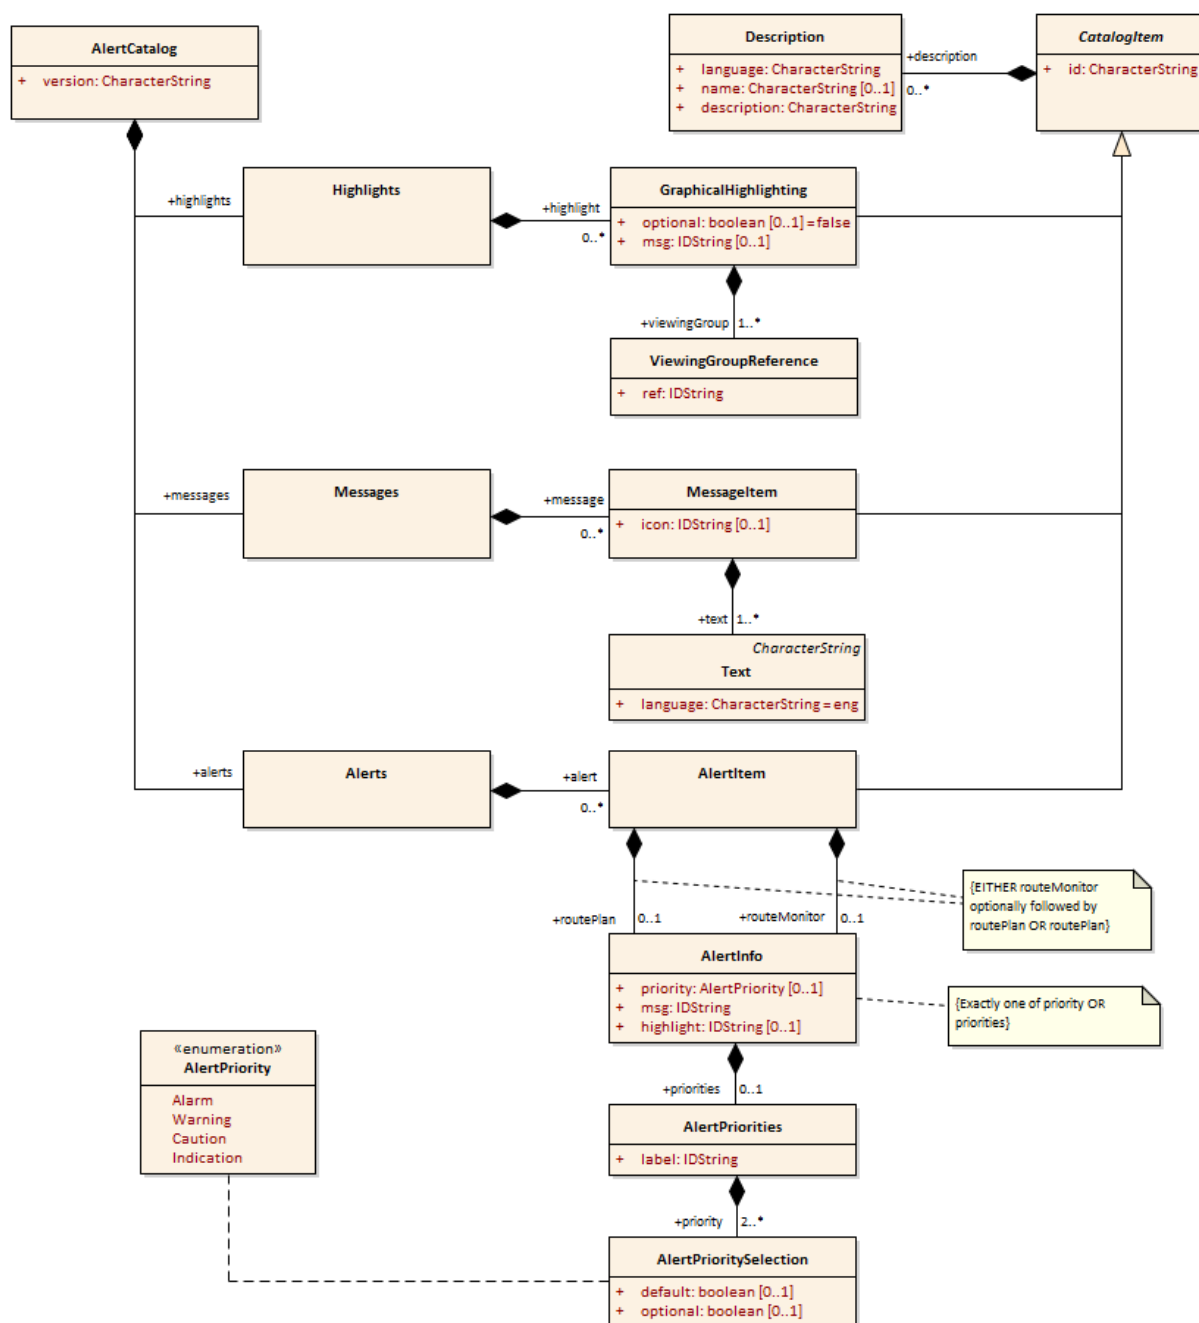 AlertCatalog
+ version: CharacterString
Description
+ language: CharacterString
+ name: CharacterString [0..1]
+ description: CharacterString
+description
0..*
CatalogItem
+ id: CharacterString
+highlights
Highlights
+highlight
0..*
GraphicalHighlighting
+ optional: boolean [0..1] = false
+ msg: IDString [0..1]
+viewingGroup 1..*
ViewingGroupReference
+ ref: IDString
+messages
Messages
+message
0..*
MessageItem
+ icon: IDString [0..1]
+text 1..*
CharacterString
Text
+ language: CharacterString = eng
+alerts
Alerts
+alert
0..*
AlertItem
{EITHER routeMonitor
optionally followed by
routePlan OR routePlan}
+routePlan 0..1
+routeMonitor 0..1
AlertInfo
+ priority: AlertPriority [0..1]
+ msg: IDString
+ highlight: IDString [0..1]
{Exactly one of priority OR
priorities}
«enumeration»
AlertPriority
Alarm
Warning
Caution
Indication
+priorities 0..1
AlertPriorities
+ label: IDString
+priority 2..*
AlertPrioritySelection
+ default: boolean [0..1]
+ optional: boolean [0..1]